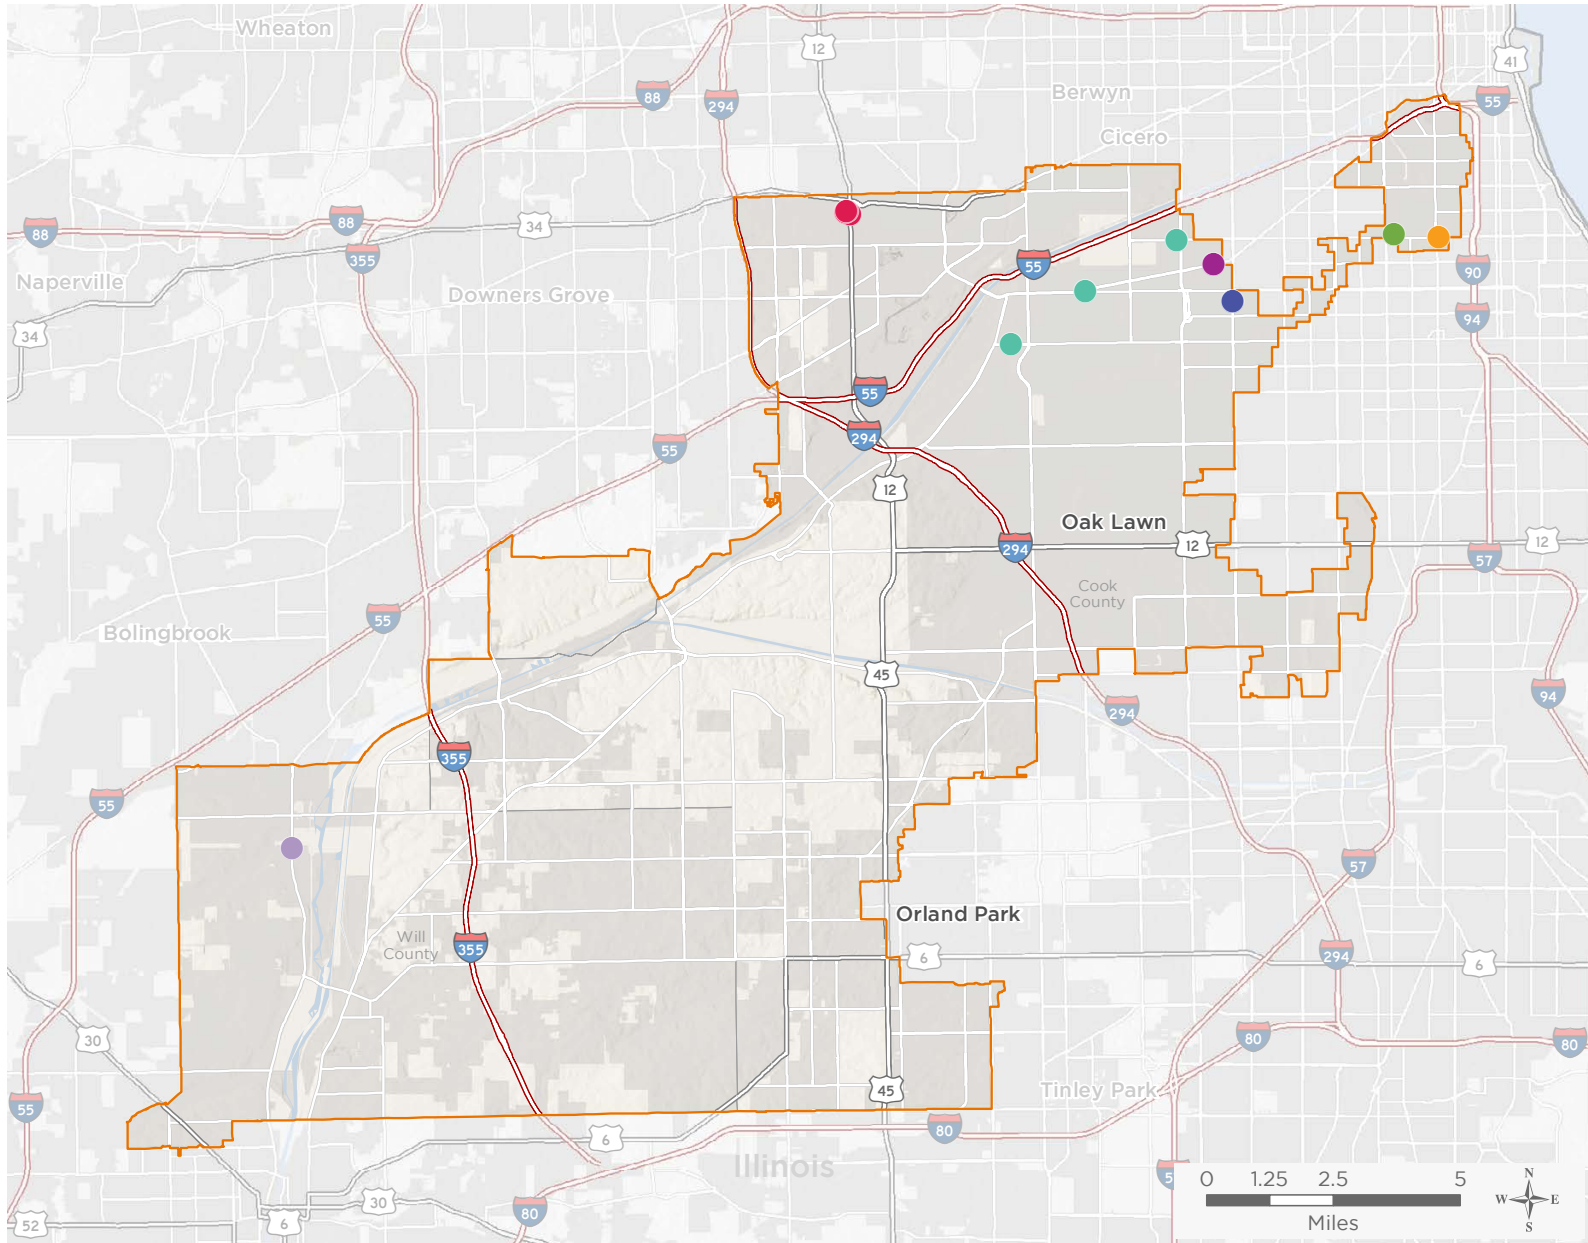 Wheaton
12
41
88
294
Berwyn
55
Cicero
88
34
88
355
55
90
Naperville
Downers Grove
34
94
55
294
55
12
Oak Lawn
294
12
12
57
Cook
County
55
Bolingbrook
45
94
294
355
55
57
Orland Park
Will
County
355
6
294
6
30
80
80
45
Tinley Park
55
80
6
Illinois
30
80
52
6
0 1.25 2.5 5
Miles
N
W E
S